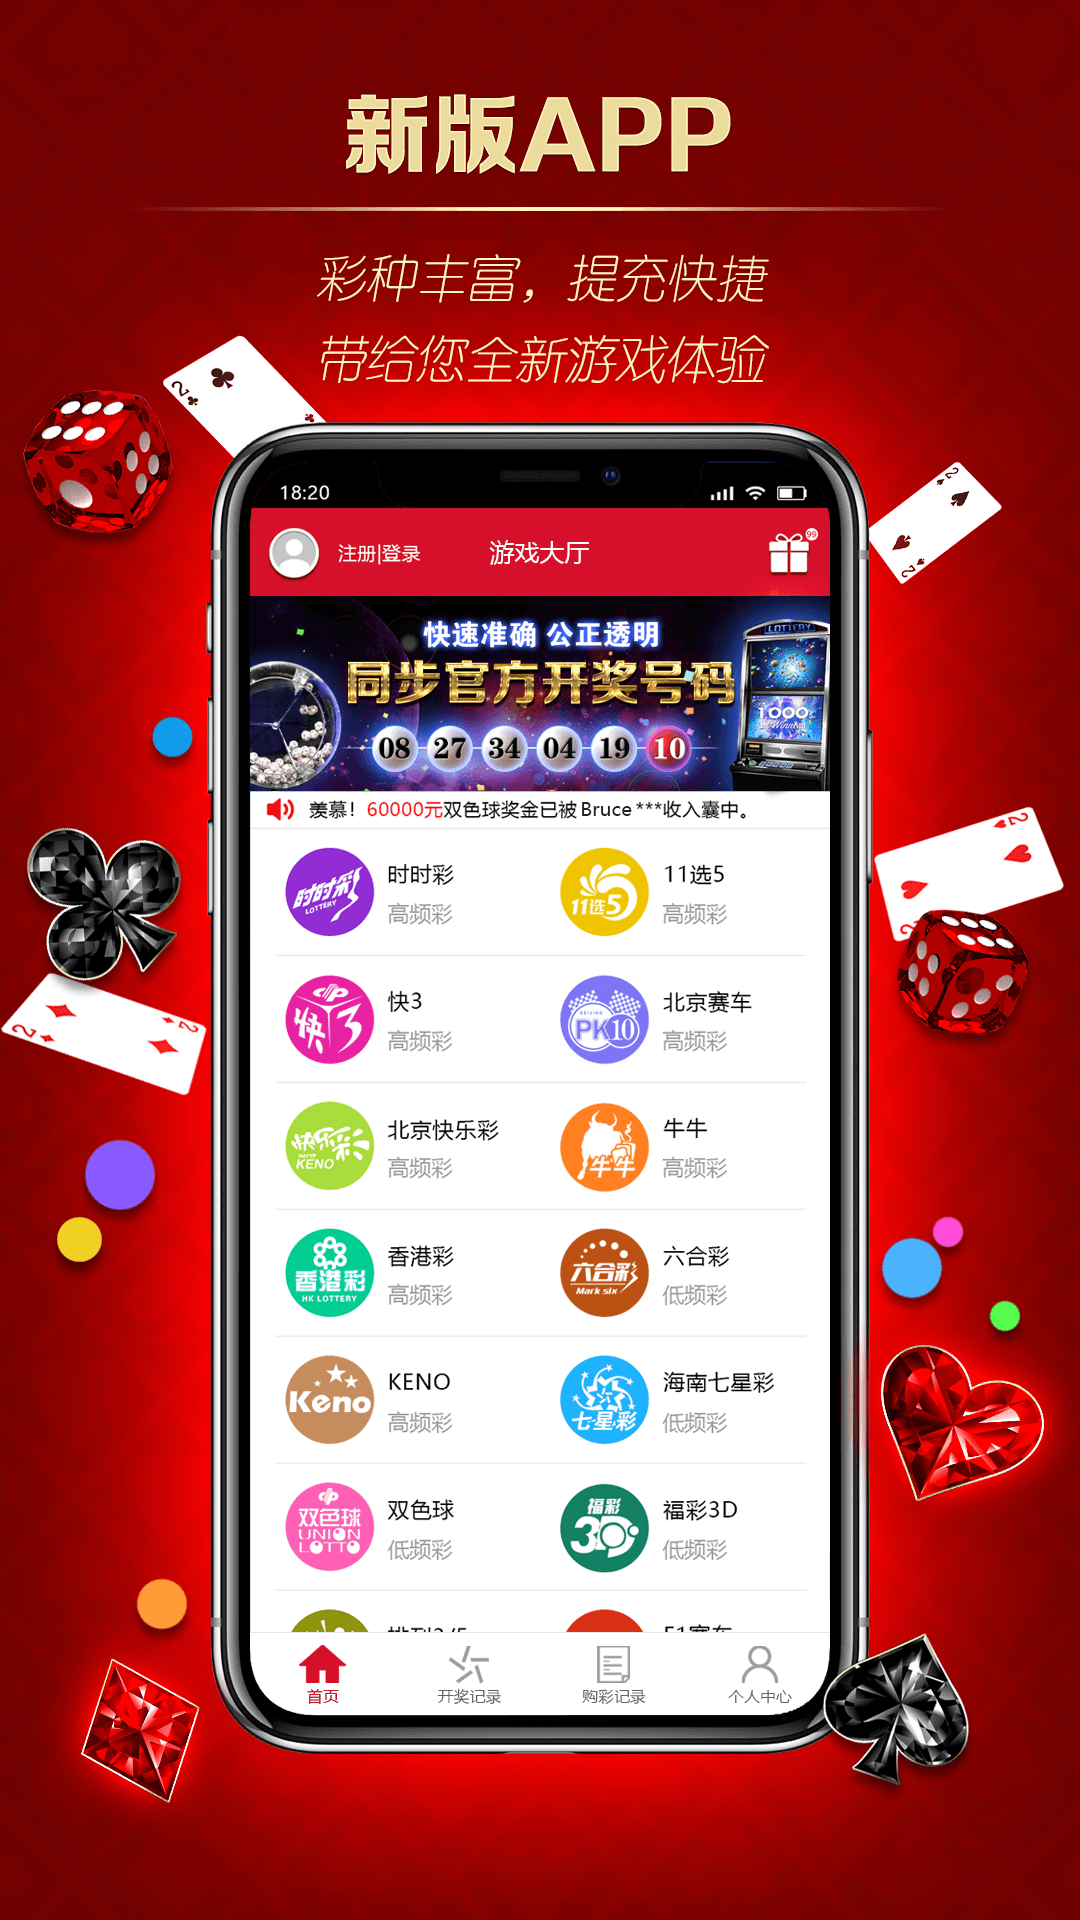 新版APP
彩种丰富，提充快捷
带给您全新游戏体验
18:20
注册|登录
游戏大厅
99
快速准确 公正透明
同步官方开奖号码
08 27 34 04 19 10
LOTTERY
1000s
of Winners
羡慕！60000元双色球奖金已被 Bruce ***收入囊中。
时时彩
LOTTERY
时时彩
高频彩
11选5
11选5
高频彩
快3
快3
高频彩
BEIJING
PK10
北京赛车
高频彩
快乐彩
KENO
北京快乐彩
高频彩
牛牛
牛牛
高频彩
香港彩
HK LOTTERY
香港彩
高频彩
六合彩
Mark six
六合彩
低频彩
Keno
KENO
高频彩
七星彩
海南七星彩
低频彩
双色球
UNION
LOTTO
双色球
低频彩
福彩
3D
福彩3D
低频彩
首页
开奖记录
购彩记录
个人中心